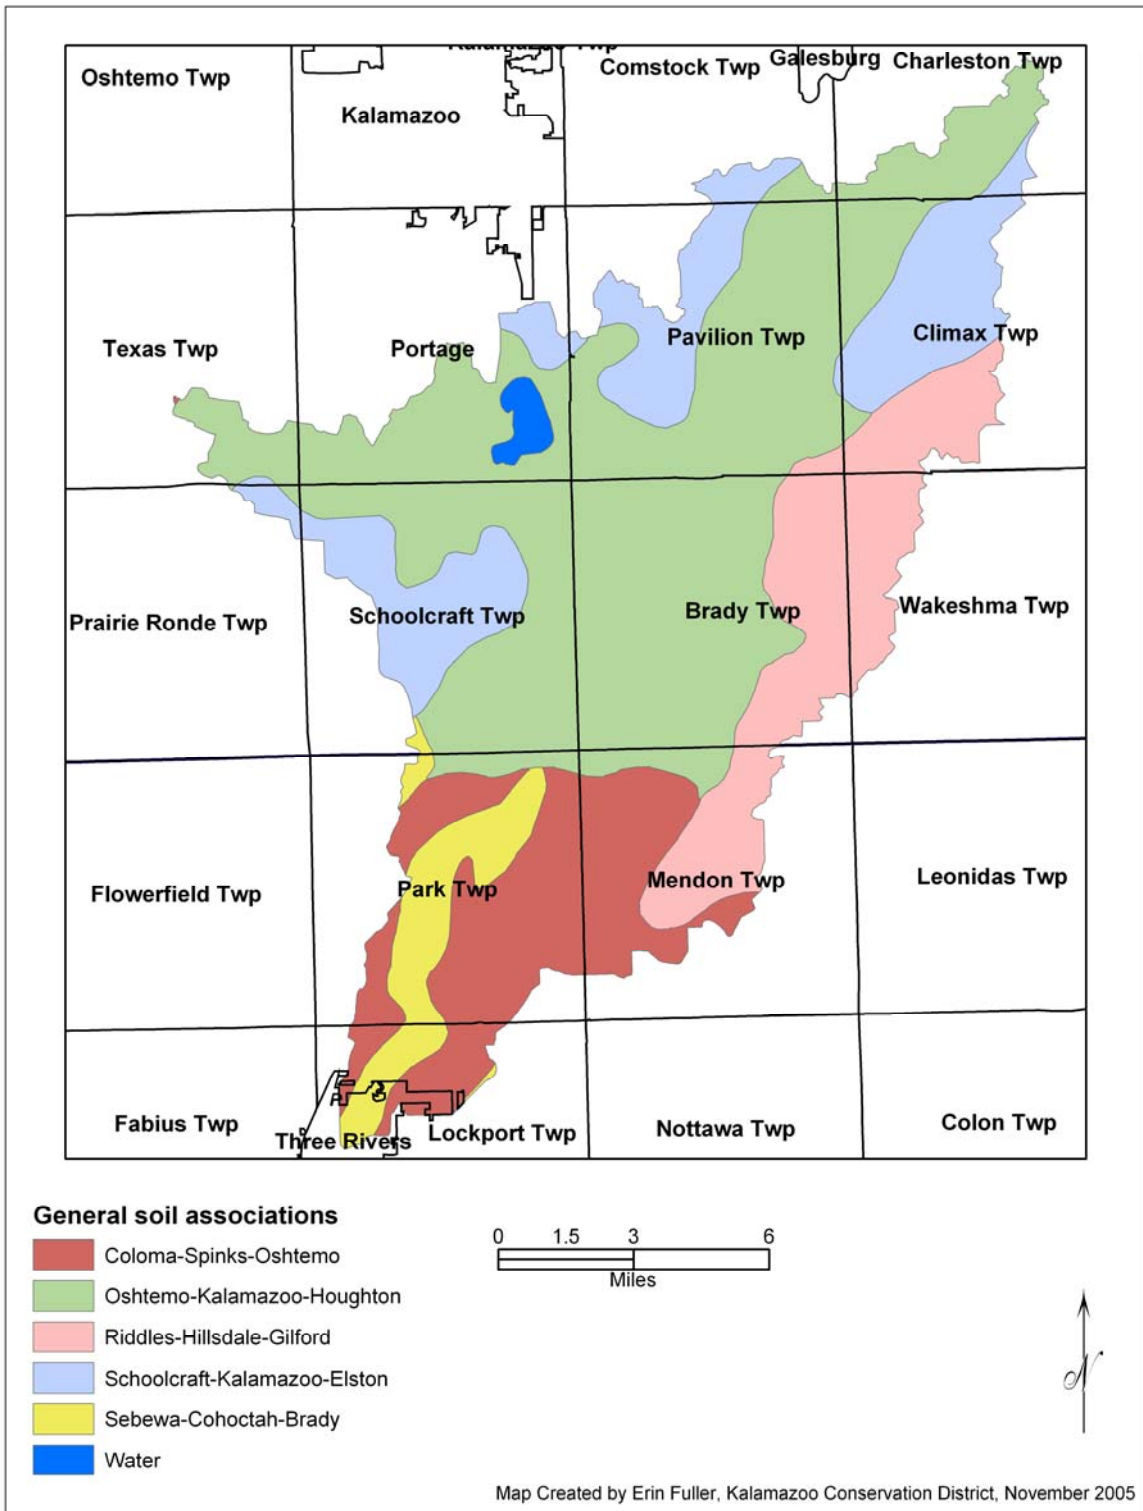 Kalamazoo Twp
Oshtemo Twp
Comstock Twp
Galesburg
Charleston Twp
Kalamazoo
Texas Twp
Portage
Pavilion Twp
Climax Twp
Prairie Ronde Twp
Schoolcraft Twp
Brady Twp
Wakeshma Twp
Flowerfield Twp
Park Twp
Mendon Twp
Leonidas Twp
Fabius Twp
Three Rivers
Lockport Twp
Nottawa Twp
Colon Twp
General soil associations
Coloma-Spinks-Oshtemo
Oshtemo-Kalamazoo-Houghton
Riddles-Hillsdale-Gilford
Schoolcraft-Kalamazoo-Elston
Sebewa-Cohoctah-Brady
Water
0 1.5 3 6
Miles
N
Map Created by Erin Fuller, Kalamazoo Conservation District, November 2005